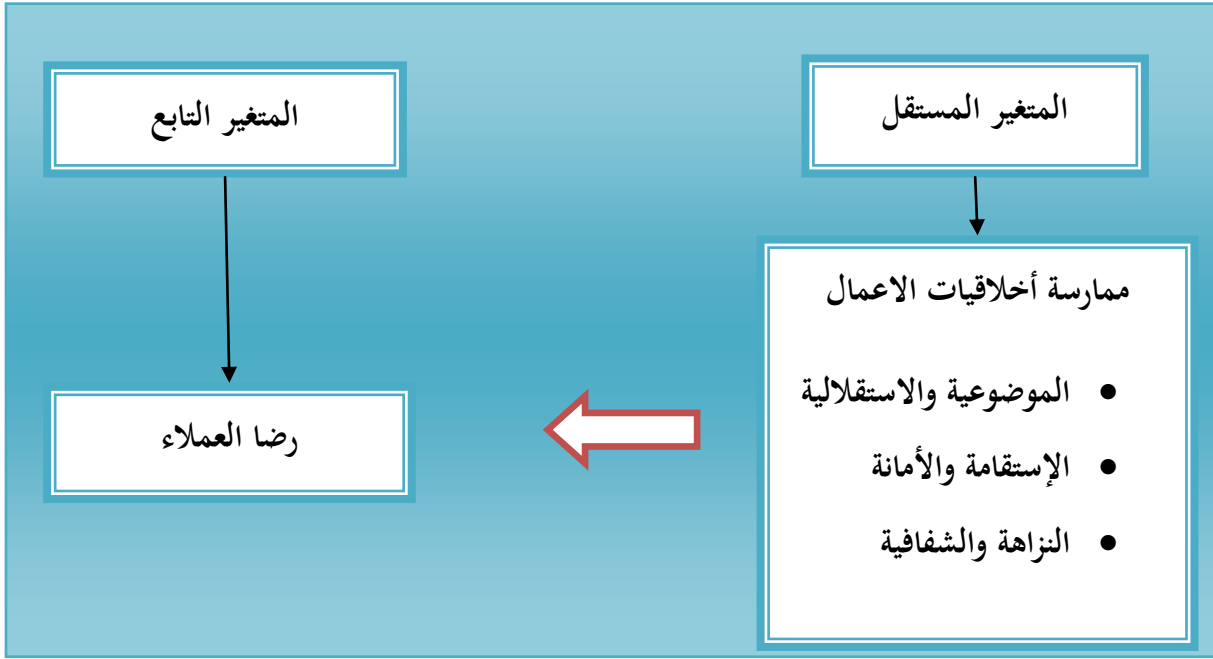 المتغير المستقل
المتغير التابع
ممارسة أخلاقيات الاعمال
• الموضوعية والاستقلالية
• الإستقامة والأمانة
• النزاهة والشفافية
رضا العملاء